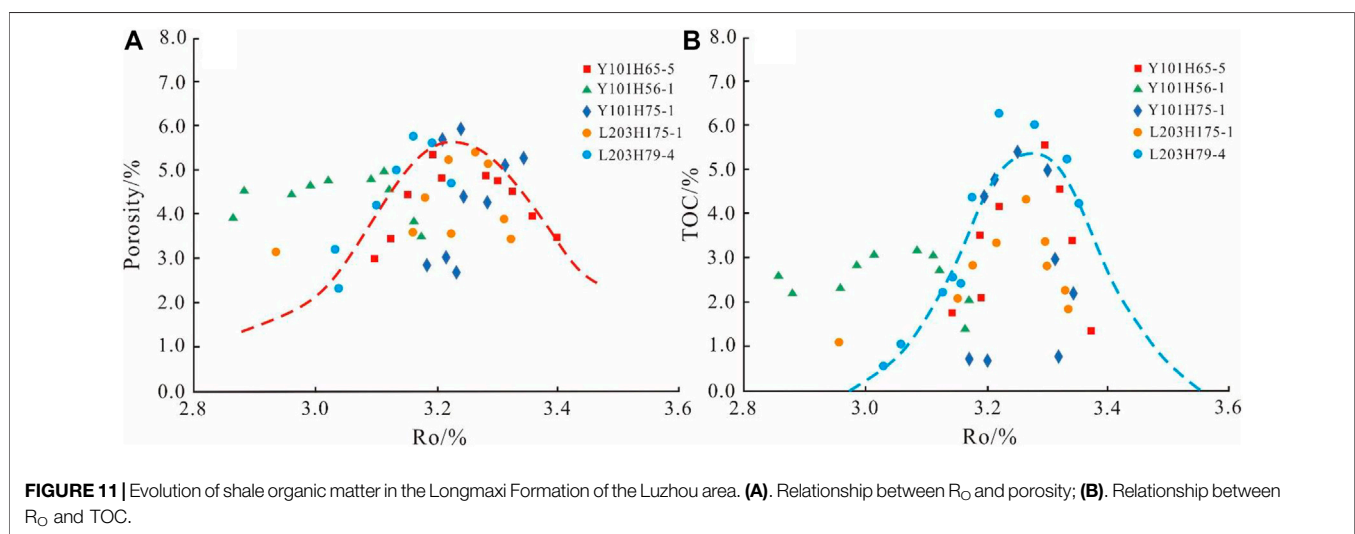 A
8.0
7.0
6.0
5.0
4.0
3.0
2.0
1.0
0.0
Porosity/%
2.8 3.0 3.2 3.4 3.6
Ro/%
Y101H65-5
Y101H56-1
Y101H75-1
L203H175-1
L203H79-4
B
8.0
7.0
6.0
5.0
4.0
3.0
2.0
1.0
0.0
TOC/%
2.8 3.0 3.2 3.4 3.6
Ro/%
Y101H65-5
Y101H56-1
Y101H75-1
L203H175-1
L203H79-4
FIGURE 11 | Evolution of shale organic matter in the Longmaxi Formation of the Luzhou area. (A). Relationship between RO and porosity; (B). Relationship between
RO and TOC.